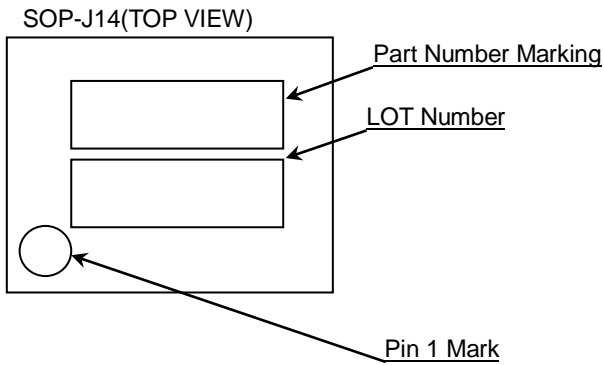 SOP-J14(TOP VIEW)
Part Number Marking
LOT Number
Pin 1 Mark